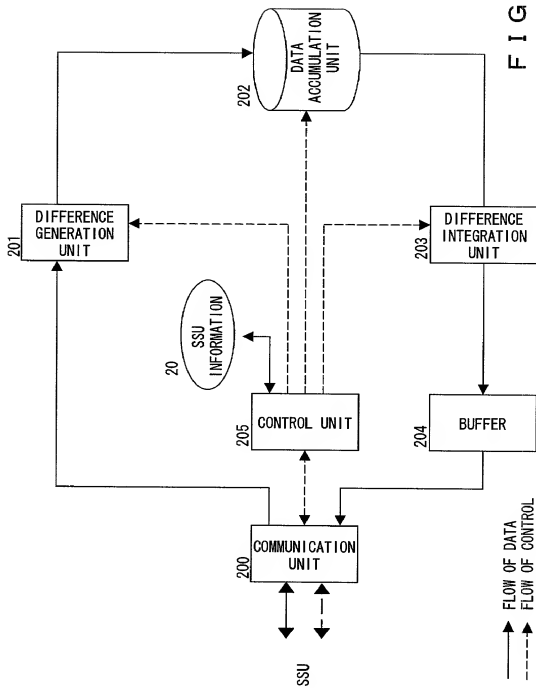 201
DIFFERENCE
GENERATION
UNIT
202
DATA
ACCUMULATION
UNIT
20
SSU
INFORMATION
205
CONTROL UNIT
200
COMMUNICATION
UNIT
SSU
204
BUFFER
203
DIFFERENCE
INTEGRATION
UNIT
FLOW OF DATA
FLOW OF CONTROL
FIG